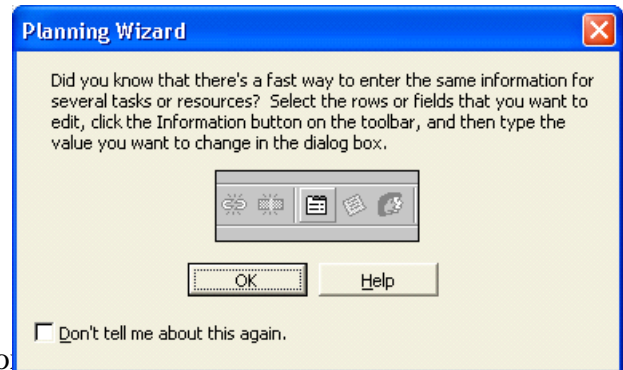 Planning Wizard
Did you know that there's a fast way to enter the same information for
several tasks or resources?  Select the rows or fields that you want to
edit, click the Information button on the toolbar, and then type the
value you want to change in the dialog box.
OK Help
Don't tell me about this again.